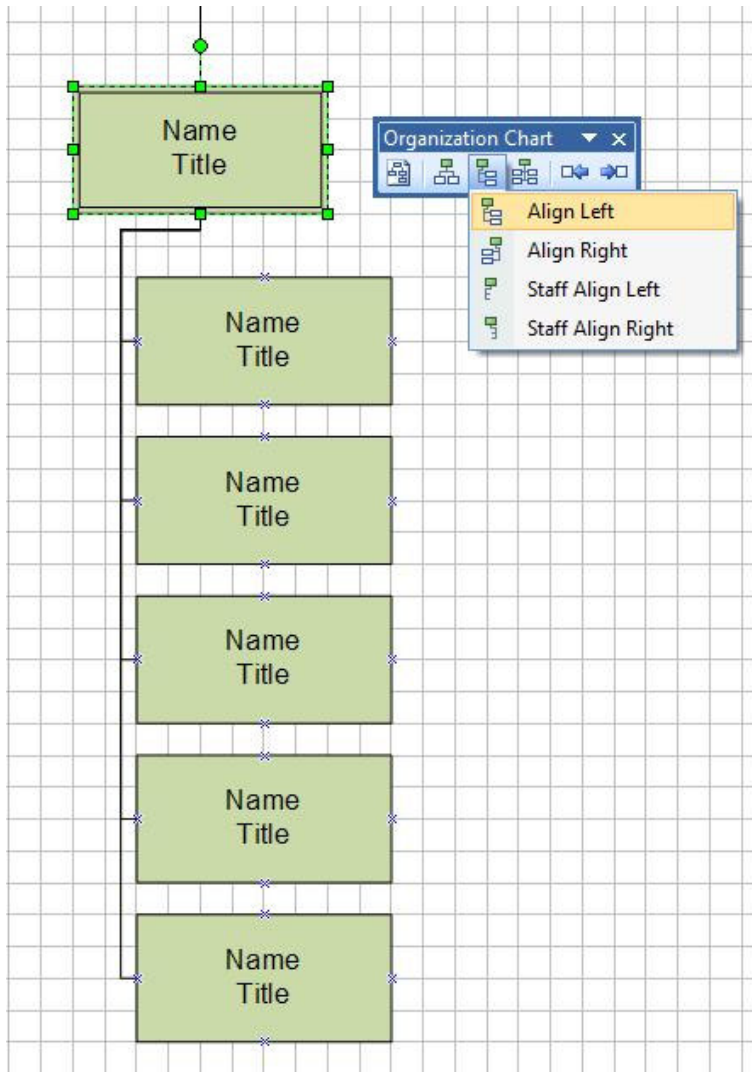 Name
Title
Organization Chart
Align Left
Align Right
Staff Align Left
Staff Align Right
Name
Title
Name
Title
Name
Title
Name
Title
Name
Title